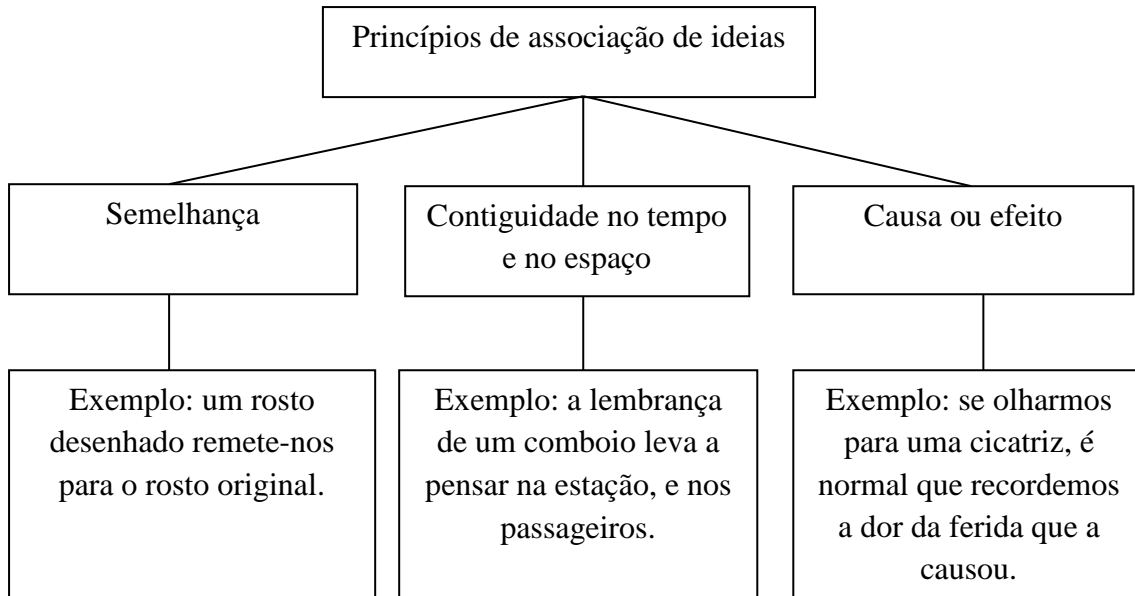 Princípios de associação de ideias
Semelhança
Contiguidade no tempo
e no espaço
Causa ou efeito
Exemplo: um rosto
desenhado remete-nos
para o rosto original.
Exemplo: a lembrança
de um comboio leva a
pensar na estação, e nos
passageiros.
Exemplo: se olharmos
para uma cicatriz, é
normal que recordemos
a dor da ferida que a
causou.